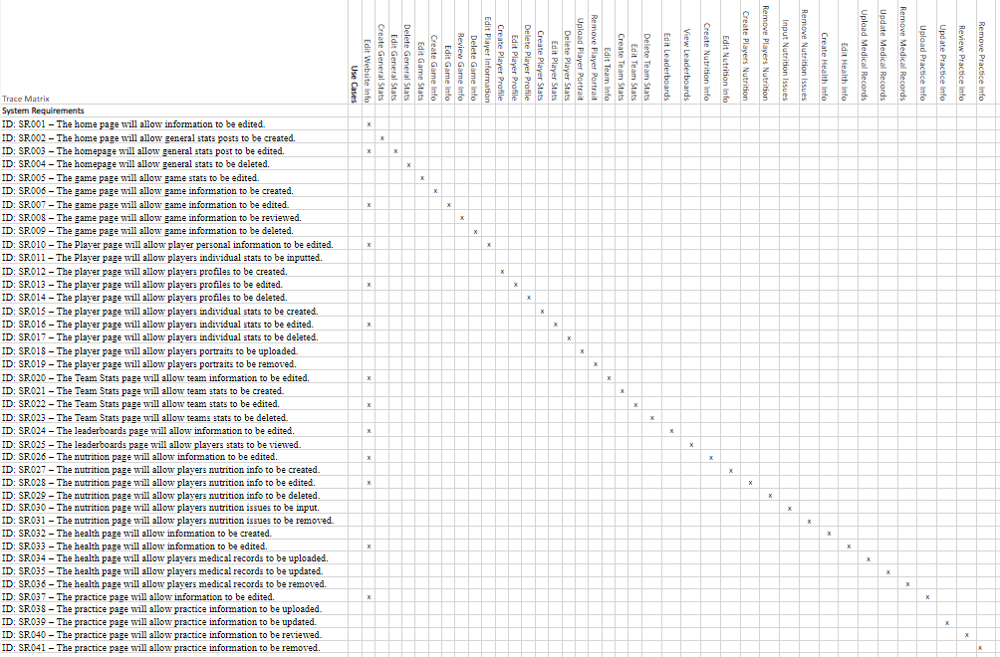 Use Cases
Edit Website Info
Create General Stats
Edit General Stats
Delete General Stats
Edit Game Stats
Create Game Info
Edit Game Info
Review Game Info
Delete Game Info
Edit Player Information
Create Player Profile
Edit Player Profile
Delete Player Profile
Create Player Stats
Edit Player Stats
Delete Player Stats
Upload Player Portrait
Remove Player Portrait
Edit Team Info
Create Team Stats
Edit Team Stats
Delete Team Stats
Edit Leaderboards
View Leaderboards
Create Nutrition Info
Edit Nutrition Info
Create Players Nutrition
Remove Players Nutrition
Input Nutrition Issues
Remove Nutrition Issues
Create Health Info
Edit Health Info
Upload Medical Records
Update Medical Records
Remove Medical Records
Upload Practice Info
Update Practice Info
Review Practice Info
Remove Practice Info
Trace Matrix
System Requirements
ID: SR001 – The home page will allow information to be edited. x
ID: SR002 – The home page will allow general stats posts to be created. x
ID: SR003 – The homepage will allow general stats post to be edited. x x
ID: SR004 – The homepage will allow general stats to be deleted. x
ID: SR005 – The game page will allow game stats to be edited. x
ID: SR006 – The game page will allow game information to be created. x
ID: SR007 – The game page will allow game information to be edited. x x
ID: SR008 – The game page will allow game information to be reviewed. x
ID: SR009 – The game page will allow game information to be deleted. x
ID: SR010 – The Player page will allow player personal information to be edited. x x
ID: SR011 – The Player page will allow players individual stats to be inputted.
ID: SR012 – The player page will allow players profiles to be created. x
ID: SR013 – The player page will allow players profiles to be edited. x x
ID: SR014 – The player page will allow players profiles to be deleted. x
ID: SR015 – The player page will allow players individual stats to be created. x
ID: SR016 – The player page will allow players individual stats to be edited. x x
ID: SR017 – The player page will allow players individual stats to be deleted. x
ID: SR018 – The player page will allow players portraits to be uploaded. x
ID: SR019 – The player page will allow players portraits to be removed. x
ID: SR020 – The Team Stats page will allow team information to be edited. x x
ID: SR021 – The Team Stats page will allow team stats to be created. x
ID: SR022 – The Team Stats page will allow team stats to be edited. x x
ID: SR023 – The Team Stats page will allow teams stats to be deleted. x
ID: SR024 – The leaderboards page will allow information to be edited. x x
ID: SR025 – The leaderboards page will allow players stats to be viewed. x
ID: SR026 – The nutrition page will allow information to be edited. x x
ID: SR027 – The nutrition page will allow players nutrition info to be created. x
ID: SR028 – The nutrition page will allow players nutrition info to be edited. x x
ID: SR029 – The nutrition page will allow players nutrition info to be deleted. x
ID: SR030 – The nutrition page will allow players nutrition issues to be input. x
ID: SR031 – The nutrition page will allow players nutrition issues to be removed. x
ID: SR032 – The health page will allow information to be created. x
ID: SR033 – The health page will allow information to be edited. x x
ID: SR034 – The health page will allow players medical records to be uploaded. x
ID: SR035 – The health page will allow players medical records to be updated. x
ID: SR036 – The health page will allow players medical records to be removed. x
ID: SR037 – The practice page will allow information to be edited. x x
ID: SR038 – The practice page will allow practice information to be uploaded.
ID: SR039 – The practice page will allow practice information to be updated. x
ID: SR040 – The practice page will allow practice information to be reviewed. x
ID: SR041 – The practice page will allow practice information to be removed. x